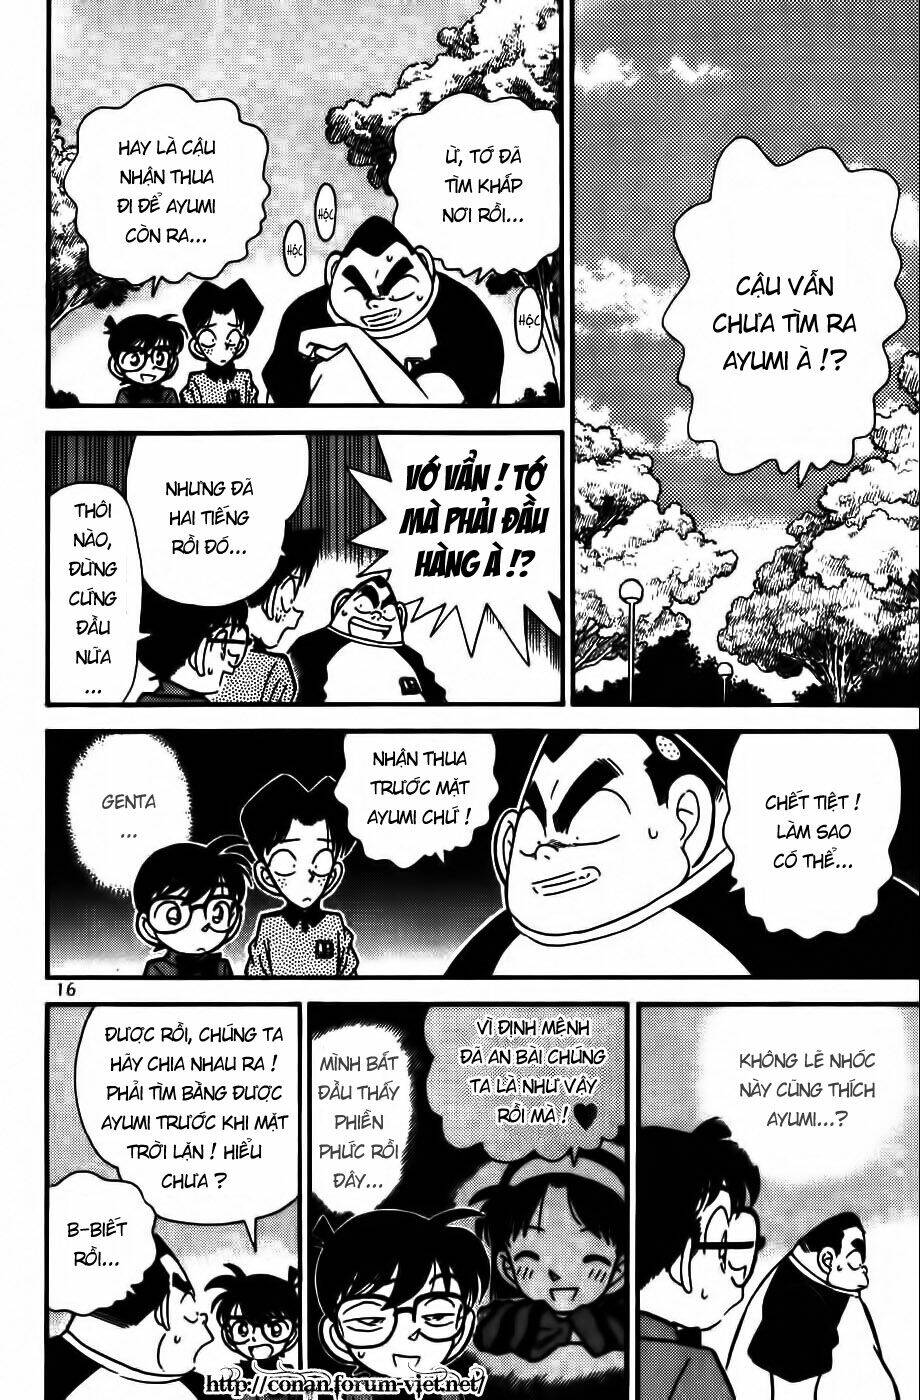 CẬU VẪN
CHƯA TÌM RA
AYUMI À !?
Ừ, TỚ ĐÃ
TÌM KHẮP
NƠI RỒI...
HỘC
HỘC
HỘC
HAY LÀ CẬU
NHẬN THUA
ĐI ĐỂ AYUMI
CÒN RA...
VỚ VẨN ! TỚ
MÀ PHẢI ĐẦU
HÀNG À !?
NHƯNG ĐÃ
HAI TIẾNG
RỒI ĐÓ...
THÔI
NÀO,
ĐỪNG
CỨNG
ĐẦU
NỮA
...
CHẾT TIỆT !
LÀM SAO
CÓ THỂ...
NHẬN THUA
TRƯỚC MẶT
AYUMI CHỨ !
GENTA
...
16
KHÔNG LẼ NHÓC
NÀY CŨNG THÍCH
AYUMI...?
VÌ ĐỊNH MỆNH
ĐÃ AN BÀI CHÚNG
TA LÀ NHƯ VẬY
RỒI MÀ ! ♥
MÌNH BẮT
ĐẦU THẤY
PHIỀN
PHỨC RỒI
ĐÂY...
ĐƯỢC RỒI, CHÚNG TA
HÃY CHIA NHAU RA !
PHẢI TÌM BẰNG ĐƯỢC
AYUMI TRƯỚC KHI MẶT
TRỜI LẶN ! HIỂU
CHƯA ?
B-BIẾT
RỒI...
http://conan.forum-viet.net/